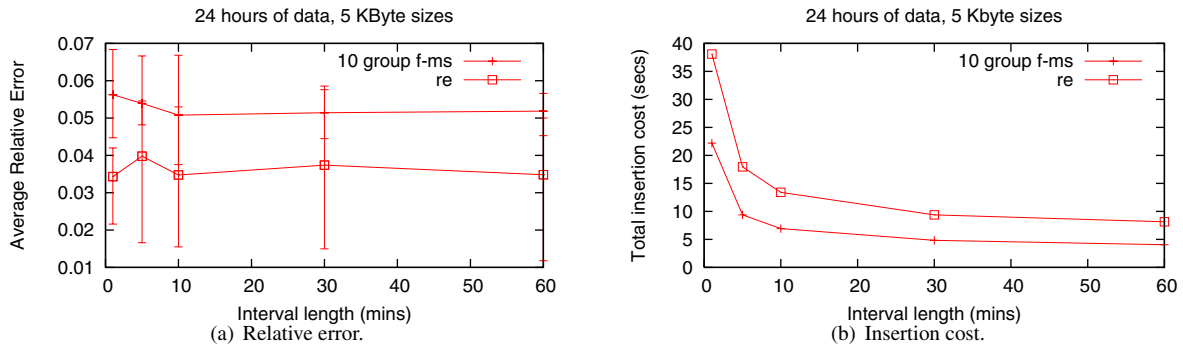 24 hours of data, 5 KByte sizes
0.07
0.06
0.05
0.04
0.03
0.02
0.01
Average Relative Error
10 group f-ms
re
0 10 20 30 40 50 60
Interval length (mins)
(a) Relative error.
24 hours of data, 5 Kbyte sizes
40
35
30
25
20
15
10
5
0
Total insertion cost (secs)
10 group f-ms
re
0 10 20 30 40 50 60
Interval length (mins)
(b) Insertion cost.